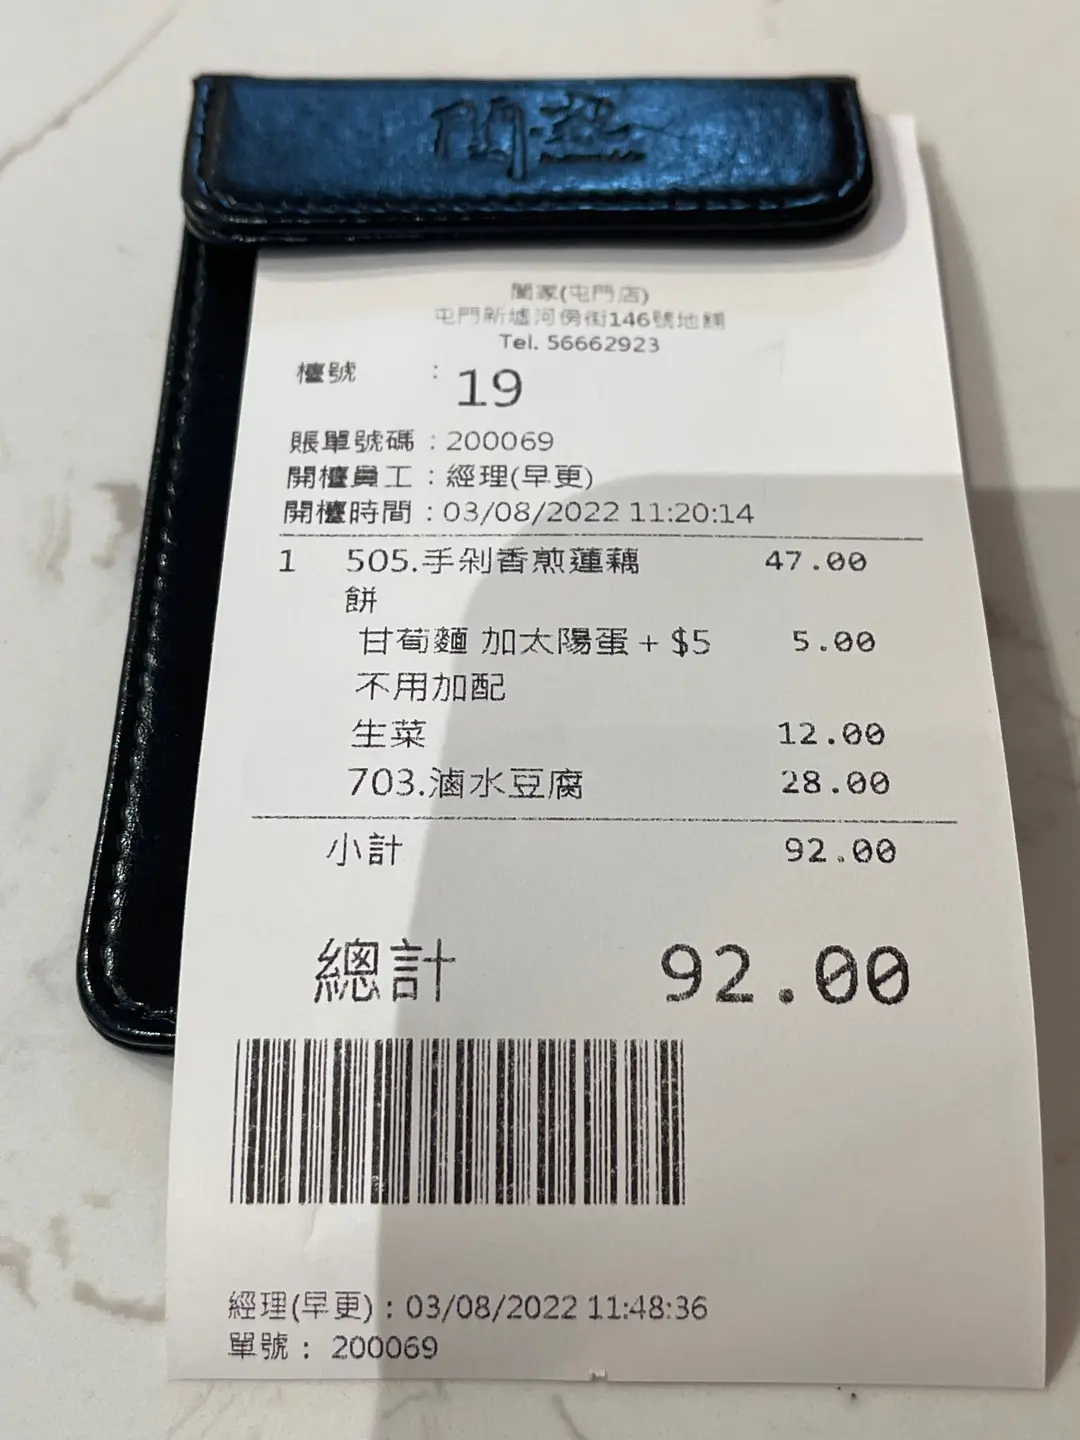 閩家(屯門店)
屯門新墟河傍街146號地舖
Tel. 56662923
檯號 : 19
賬單號碼 : 200069
開檯員工 : 經理(早更)
開檯時間 : 03/08/2022 11:20:14
1 505.手剁香煎蓮藕 47.00
餅
甘荀麵 加太陽蛋 + $5 5.00
不用加配
生菜 12.00
703.滷水豆腐 28.00
小計 92.00
總計 92.00
經理(早更) : 03/08/2022 11:48:36
單號 : 200069